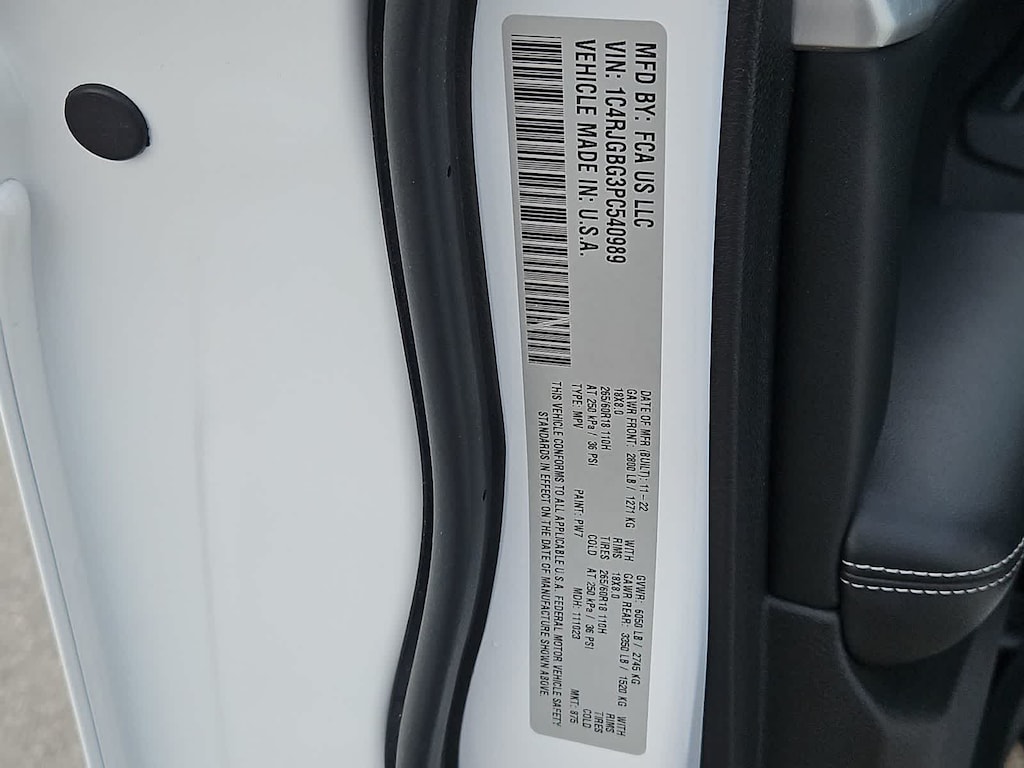 MFD BY: FCA US LLC
VIN: 1C4RJGBG3PC540989
VEHICLE MADE IN: U.S.A.
DATE OF MFR (BUILT): 11-22 GVWR: 6050 LB / 2745 KG
GAWR FRONT: 2800 LB / 1271 KG WITH GAWR REAR: 3350 LB / 1520 KG WITH
18X8.0 RIMS 18X8.0 RIMS
265/60R18 110H TIRES 265/60R18 110H TIRES
AT 250 kPa / 36 PSI COLD AT 250 kPa / 36 PSI COLD
TYPE: MPV PAINT: PW7 MDH: 111023 MKT: 875
THIS VEHICLE CONFORMS TO ALL APPLICABLE U.S.A. FEDERAL MOTOR VEHICLE SAFETY
STANDARDS IN EFFECT ON THE DATE OF MANUFACTURE SHOWN ABOVE